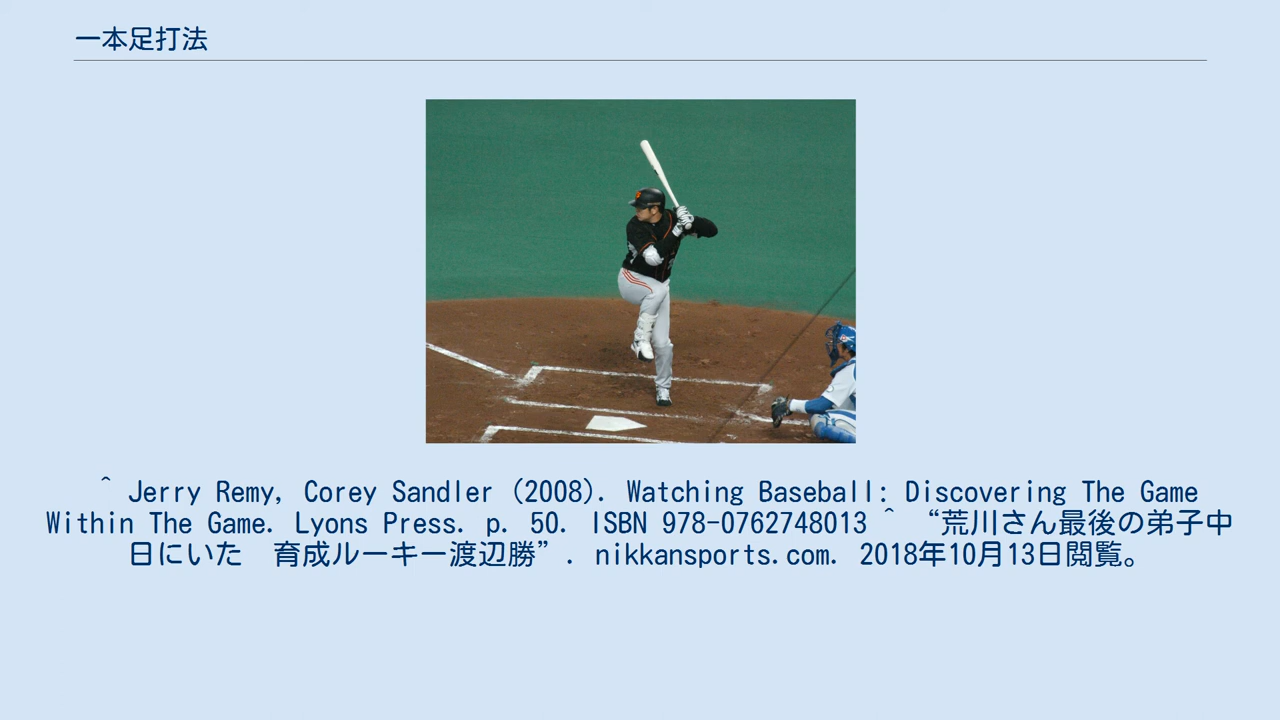 一本足打法
^ Jerry Remy, Corey Sandler (2008). Watching Baseball: Discovering The Game
Within The Game. Lyons Press. p. 50. ISBN 978-0762748013 ^ “荒川さん最後の弟子中
日にいた　育成ルーキー渡辺勝”. nikkansports.com. 2018年10月13日閲覧。